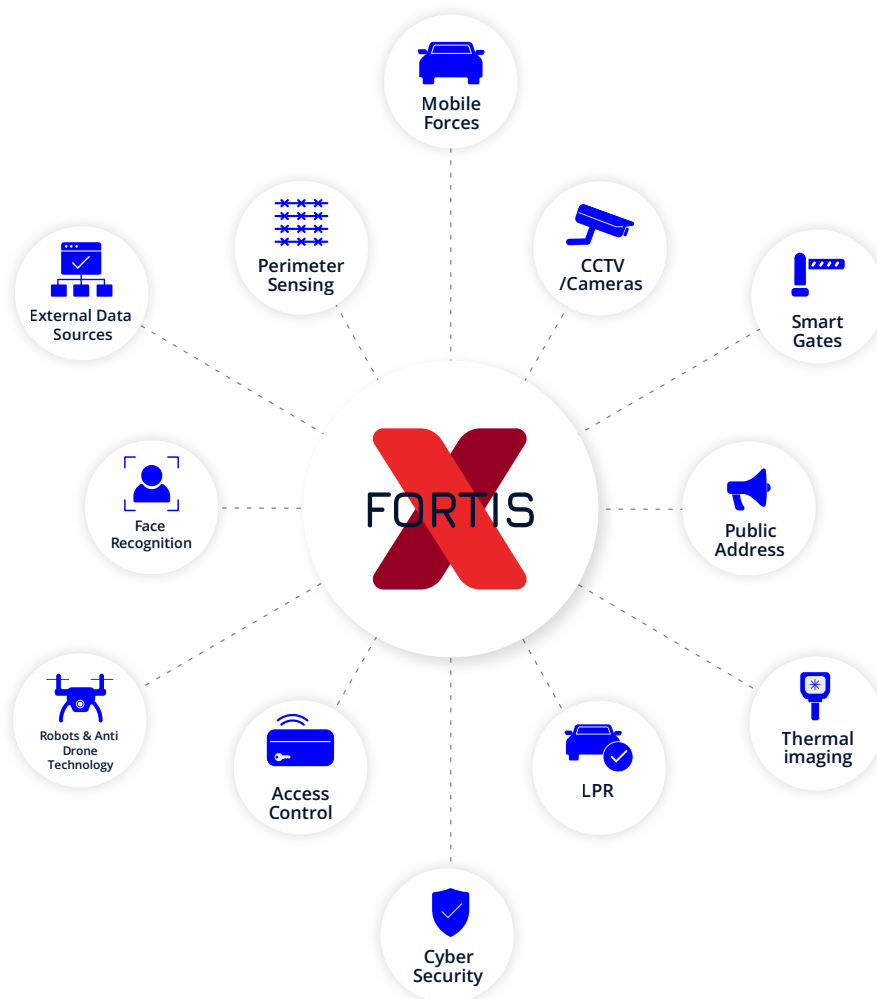 Mobile
Forces
Perimeter
Sensing
CCTV
/Cameras
External Data
Sources
Smart
Gates
FORTIS
Face
Recognition
Public
Address
Robots & Anti
Drone
Technology
Access
Control
LPR
Thermal
imaging
Cyber
Security